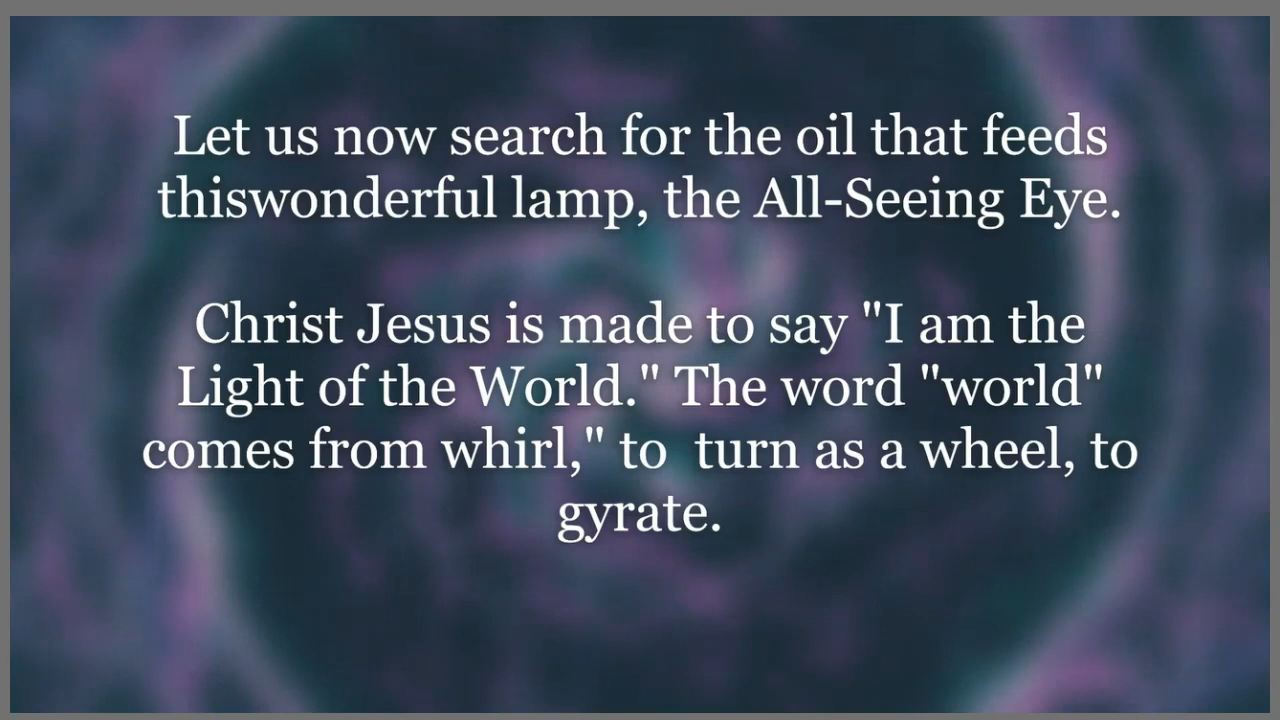 Let us now search for the oil that feeds
thiswonderful lamp, the All-Seeing Eye.
Christ Jesus is made to say "I am the
Light of the World." The word "world"
comes from whirl," to  turn as a wheel, to
gyrate.